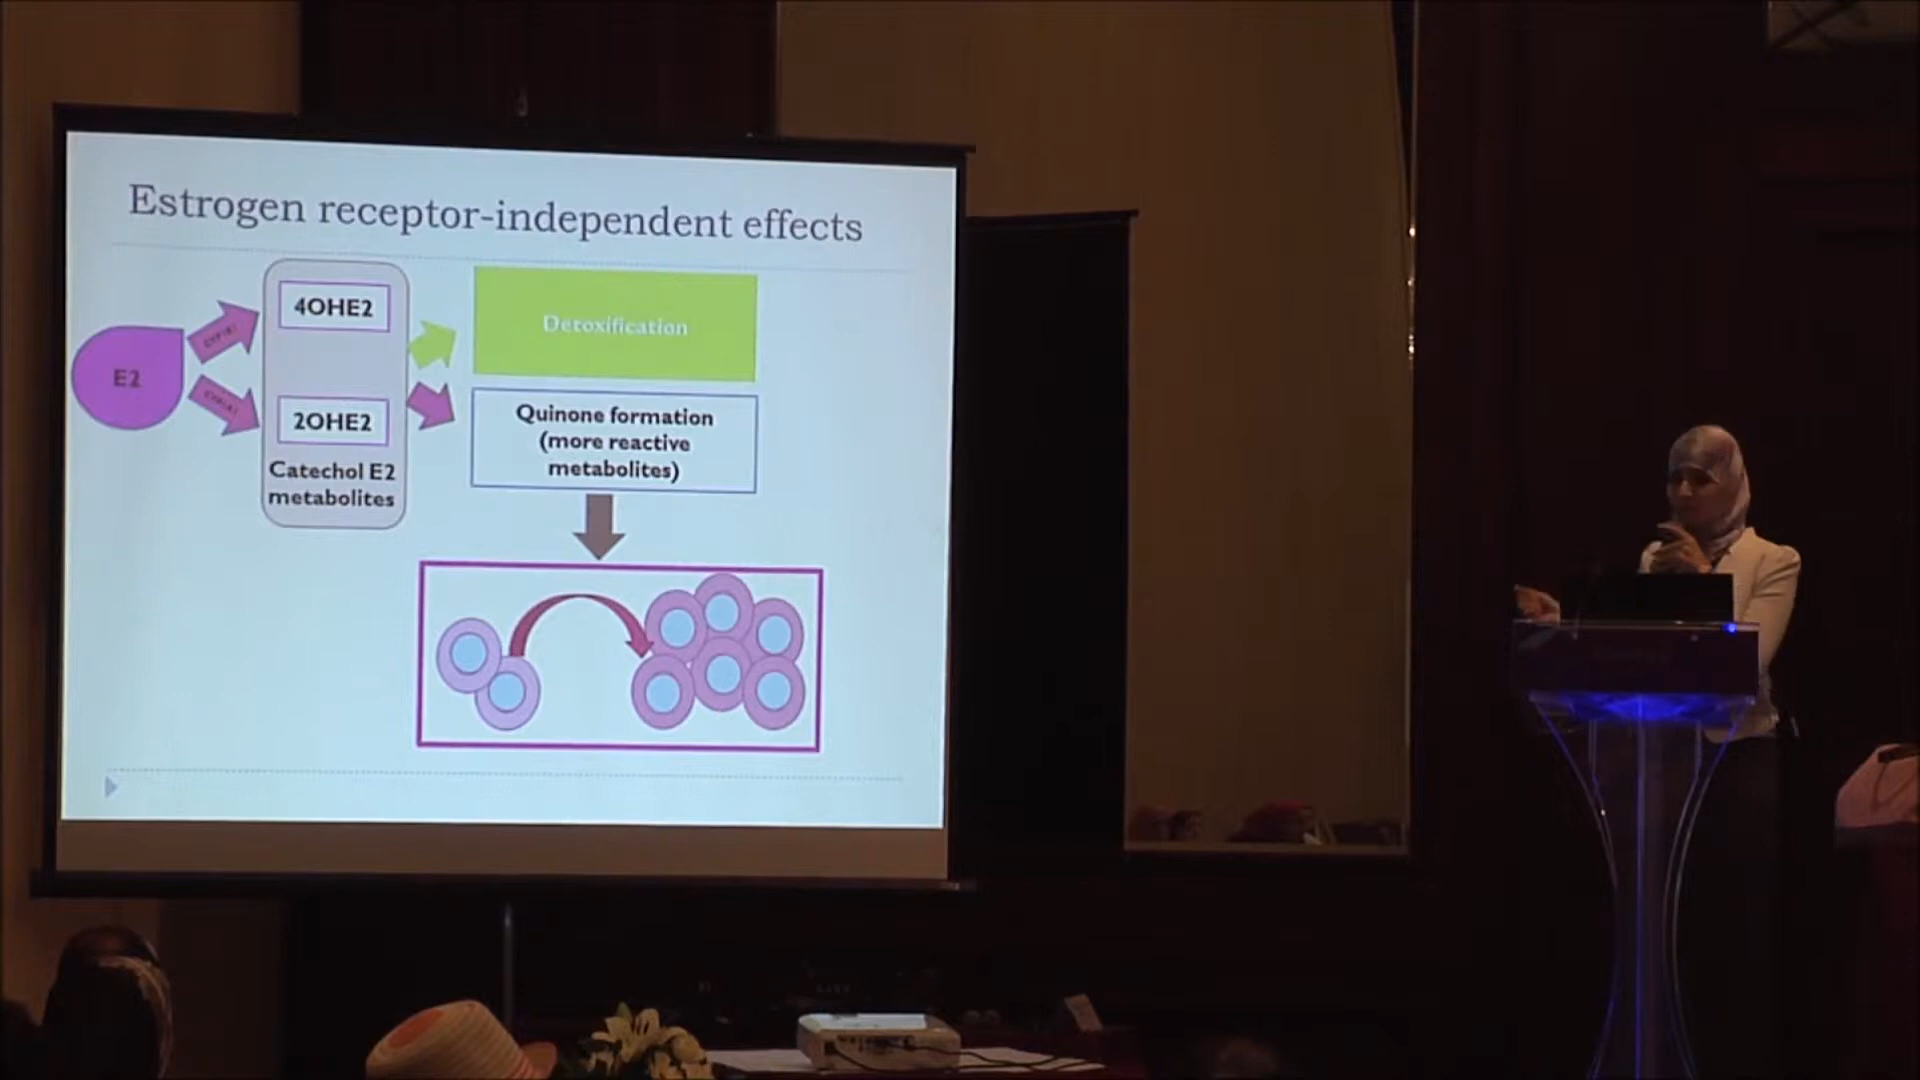 Estrogen receptor-independent effects
E2
4OHE2
2OHE2
Catechol E2
metabolites
Detoxification
Quinone formation
(more reactive
metabolites)